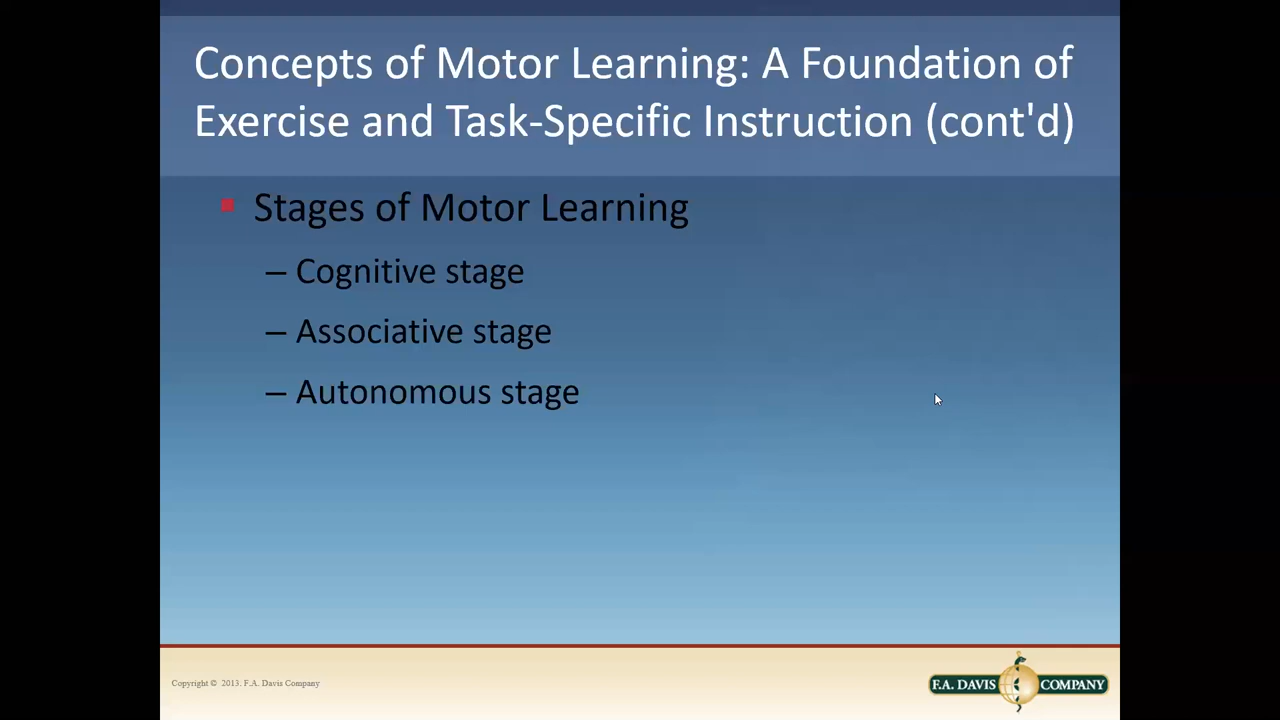 Concepts of Motor Learning: A Foundation of
Exercise and Task-Specific Instruction (cont'd)
Stages of Motor Learning
– Cognitive stage
– Associative stage
– Autonomous stage
Copyright © 2013. F.A. Davis Company
F.A. DAVIS COMPANY